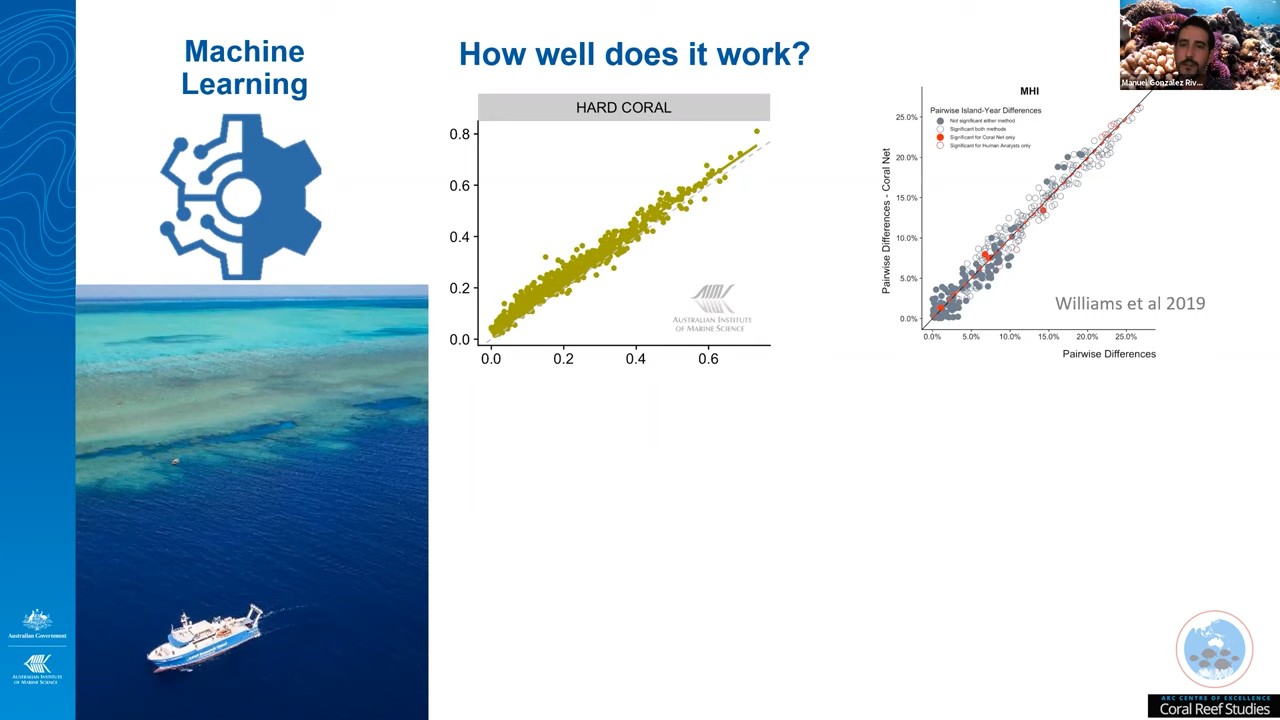 Machine
Learning
How well does it work?
HARD CORAL
0.8
0.6
0.4
0.2
0.0
0.0
0.2
0.4
0.6
AIMS
AUSTRALIAN INSTITUTE
OF MARINE SCIENCE
MHI
Pairwise Island-Year Differences
Not significant either method
Significant both methods
Significant for Coral Net only
Significant for Human Analysts only
Pairwise Differences - Coral Net
25.0%
20.0%
15.0%
10.0%
5.0%
0.0%
0.0%
5.0%
10.0%
15.0%
20.0%
25.0%
Pairwise Differences
Williams et al 2019
Manuel Gonzalez Riv...
Australian Government
AUSTRALIAN INSTITUTE
OF MARINE SCIENCE
ARC CENTRE OF EXCELLENCE
Coral Reef Studies